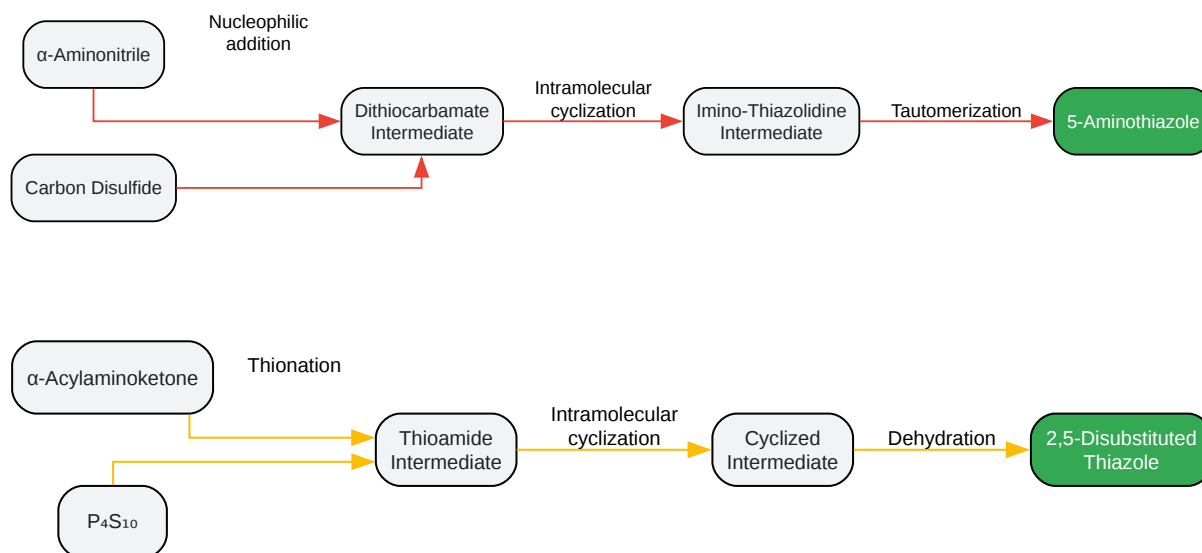 Nucleophilic
addition
α-Aminonitrile
Intramolecular
cyclization
Dithiocarbamate
Intermediate
Imino-Thiazolidine
Intermediate
Tautomerization
5-Aminothiazole
Carbon Disulfide
α-Acylaminoketone
Thionation
Intramolecular
cyclization
Thioamide
Intermediate
Cyclized
Intermediate
Dehydration
2,5-Disubstituted
Thiazole
P₄S₁₀